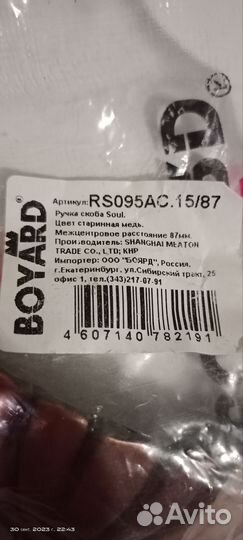 BOYARD
Артикул: RS095AC.15/87
Ручка скоба Soul.
Цвет старинная медь.
Межцентровое расстояние 87мм.
Производитель: SHANGHAI MEATON
TRADE CO., LTD; КНР
Импортер: ООО "БОЯРД", Россия.
г.Екатеринбург, ул.Сибирский тракт, 25
офис 1, тел.(343)217-07-91
4 607140 782191
30 сент. 2023 г. 22:43
Avito